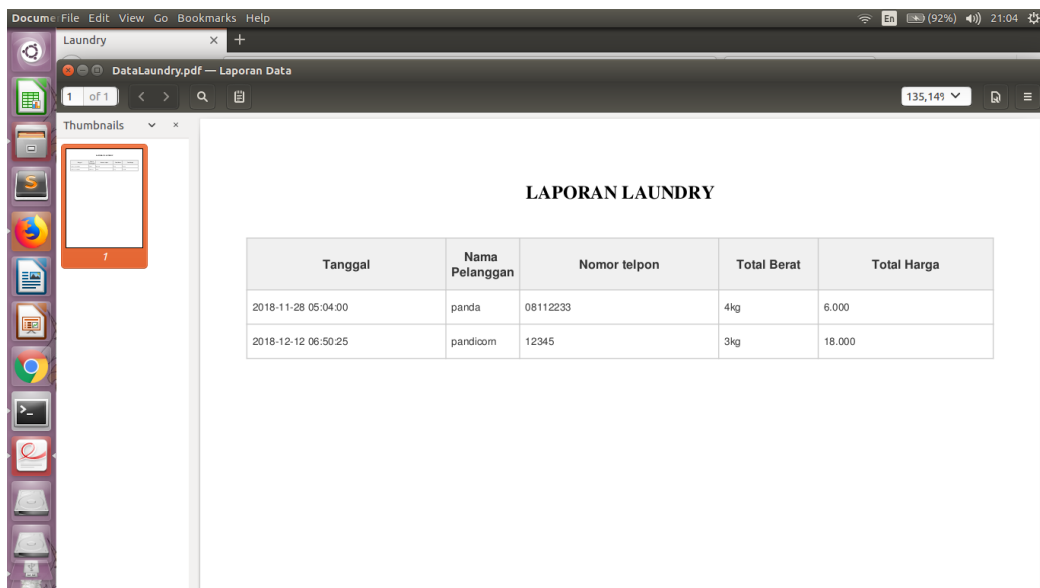 Docume File Edit View Go Bookmarks Help En (92%) 21:04
Laundry × +
DataLaundry.pdf — Laporan Data
1 of 1 135,14%
Thumbnails
LAPORAN LAUNDRY
Tanggal Nama Pelanggan Nomor telpon Total Berat Total Harga
2018-11-28 05:04:00 panda 08112233 4kg 6.000
2018-12-12 06:50:25 pandicorn 12345 3kg 18.000
1